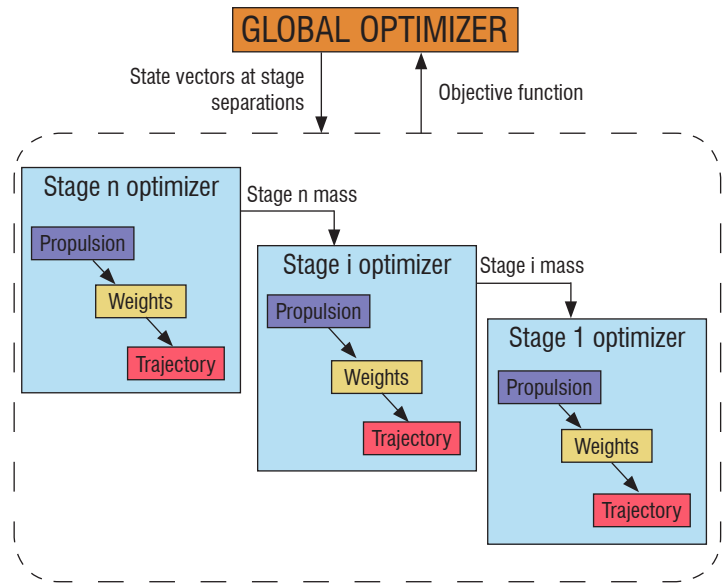 GLOBAL OPTIMIZER
State vectors at stage
separations
Objective function
Stage n optimizer
Propulsion
Weights
Trajectory
Stage n mass
Stage i optimizer
Propulsion
Weights
Trajectory
Stage i mass
Stage 1 optimizer
Propulsion
Weights
Trajectory